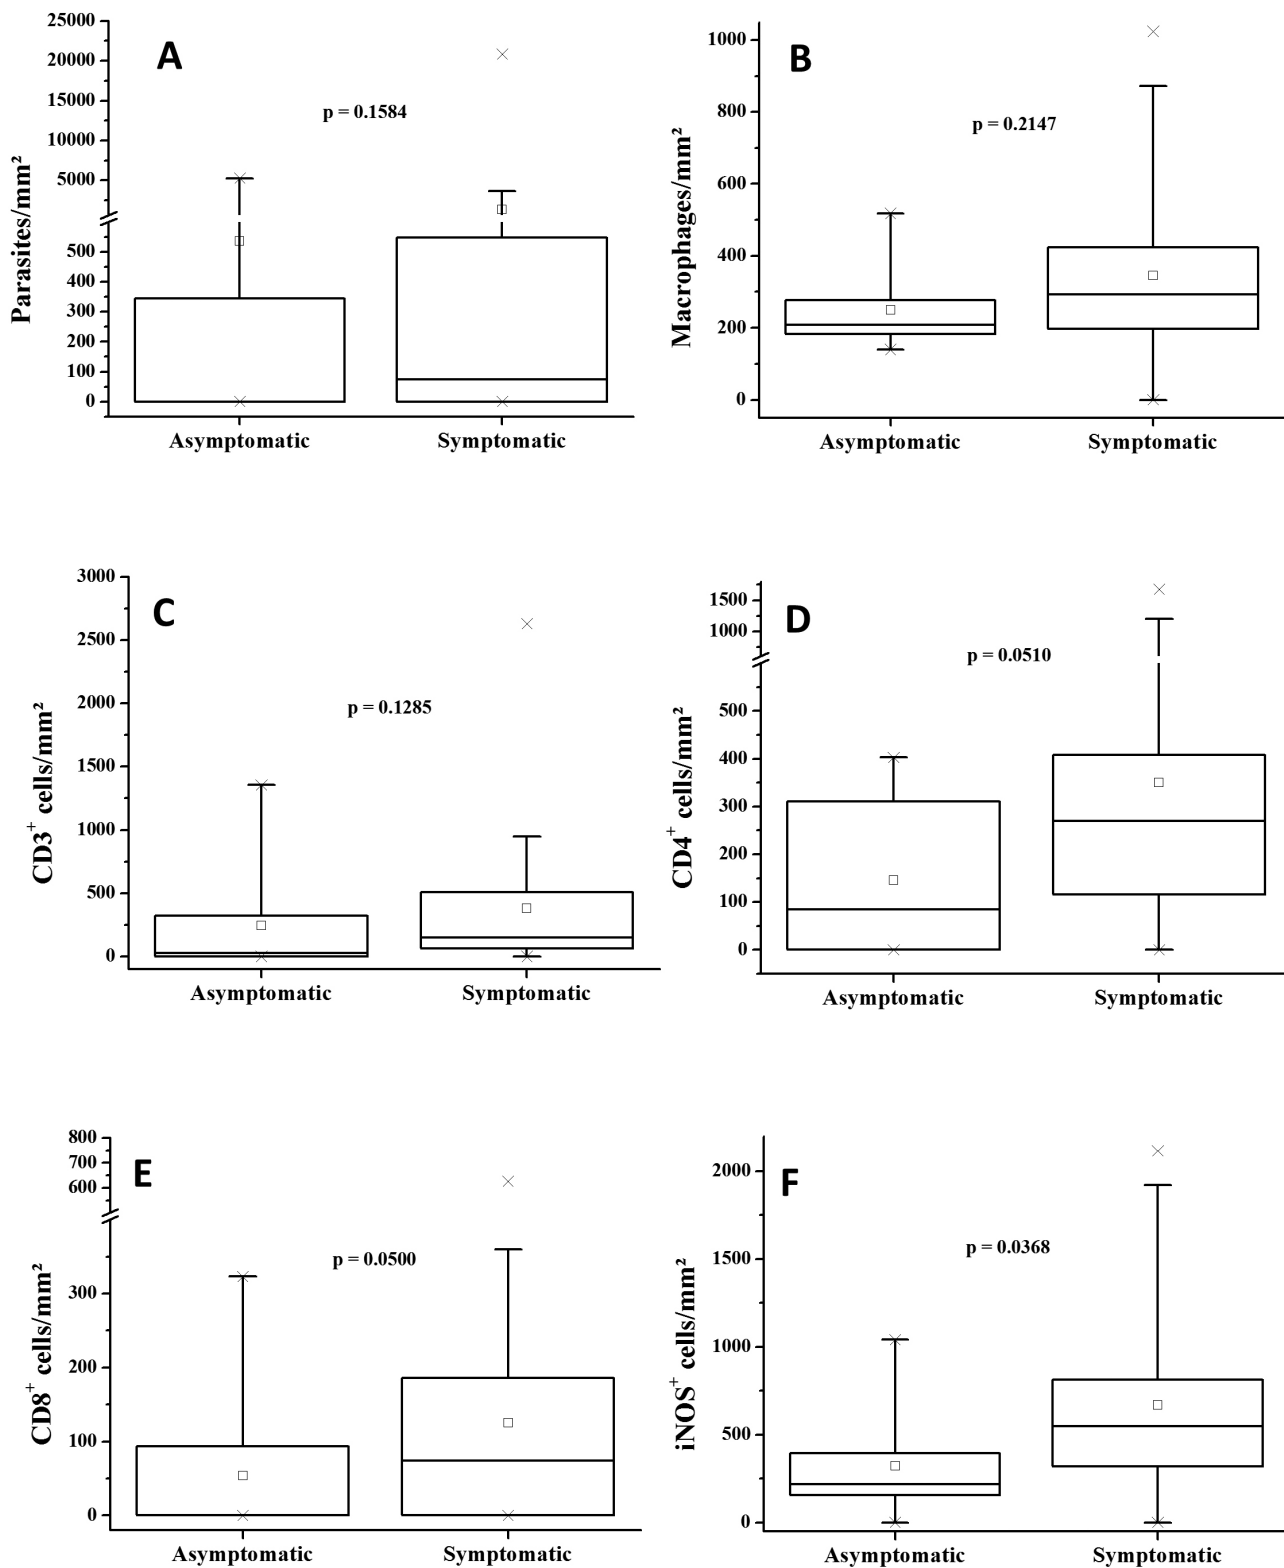 A
p = 0.1584
Parasites/mm²
25000
20000
15000
10000
5000
500
400
300
200
100
0
Asymptomatic Symptomatic
B
p = 0.2147
Macrophages/mm²
1000
800
600
400
200
0
Asymptomatic Symptomatic
C
p = 0.1285
CD3⁺ cells/mm²
3000
2500
2000
1500
1000
500
0
Asymptomatic Symptomatic
D
p = 0.0510
CD4⁺ cells/mm²
1500
1000
500
400
300
200
100
0
Asymptomatic Symptomatic
E
p = 0.0500
CD8⁺ cells/mm²
800
700
600
300
200
100
0
Asymptomatic Symptomatic
F
p = 0.0368
iNOS⁺ cells/mm²
2000
1500
1000
500
0
Asymptomatic Symptomatic